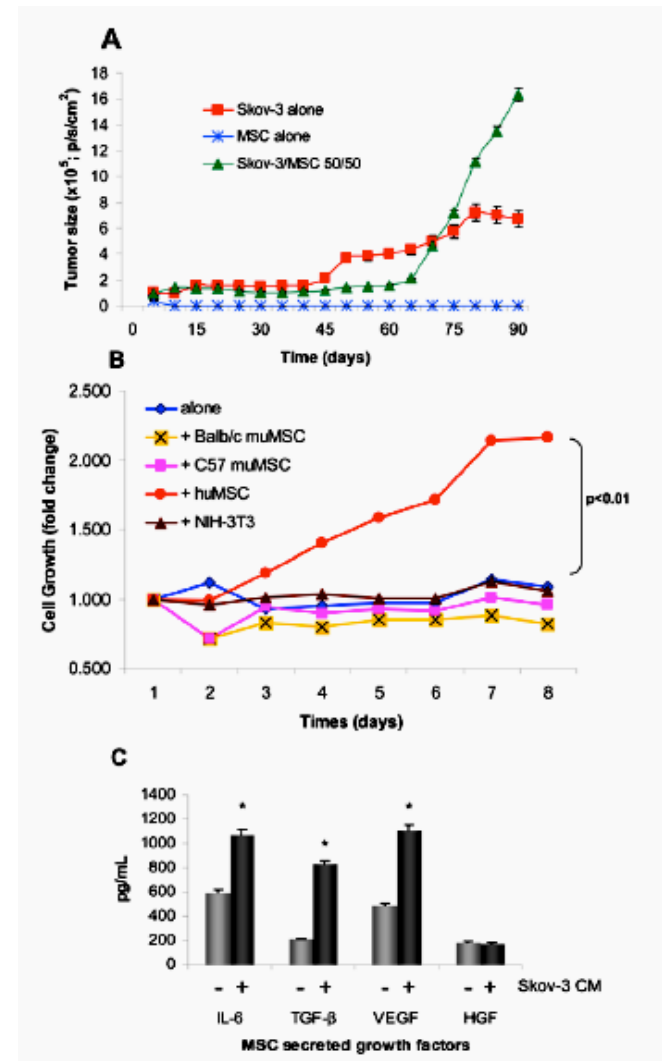 A
Tumor size (x10⁵; p/s/cm²)
18
16
14
12
10
8
6
4
2
0
Skov-3 alone
MSC alone
Skov-3/MSC 50/50
0 15 30 45 60 75 90
Time (days)
B
Cell Growth (fold change)
2.500
2.000
1.500
1.000
0.500
alone
+ Balb/c muMSC
+ C57 muMSC
+ huMSC
+ NIH-3T3
p<0.01
1 2 3 4 5 6 7 8
Times (days)
C
pg/mL
1400
1200
1000
800
600
400
200
0
* * *
- + - + - + - + Skov-3 CM
IL-6 TGF-β VEGF HGF
MSC secreted growth factors